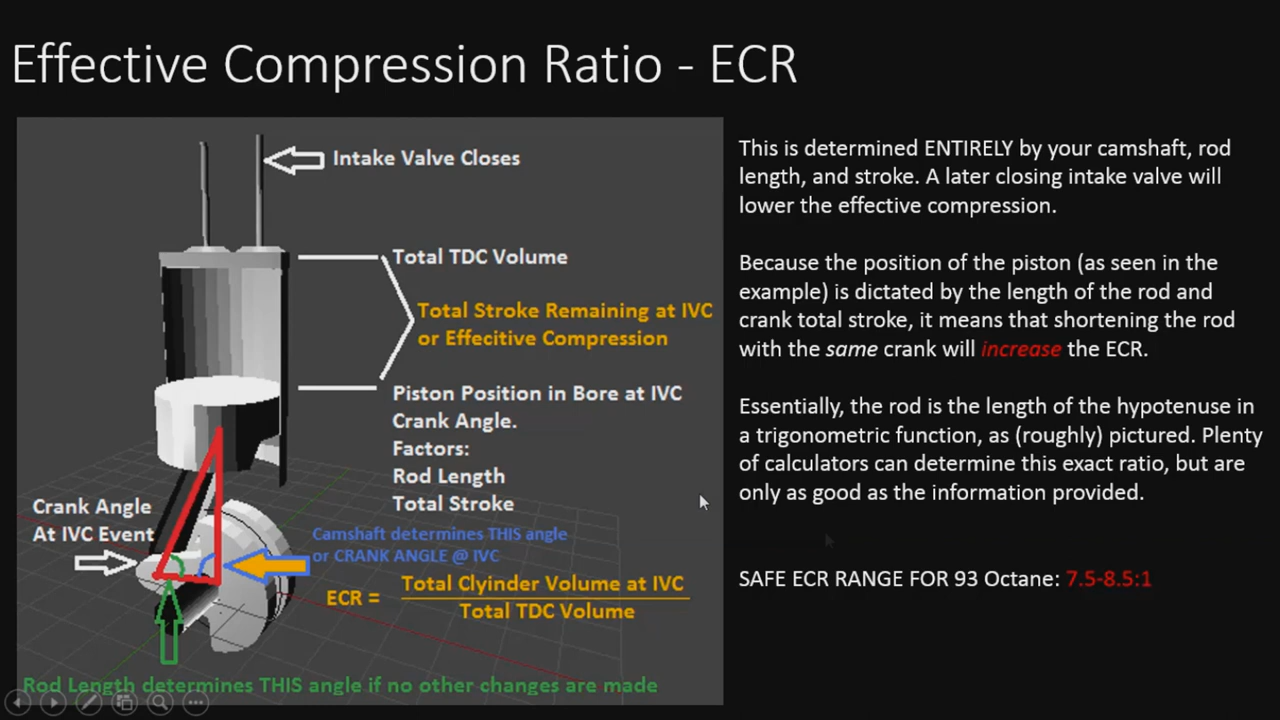 Effective Compression Ratio - ECR
Intake Valve Closes
Total TDC Volume
Total Stroke Remaining at IVC
or Effecitive Compression
Piston Position in Bore at IVC
Crank Angle.
Factors:
Rod Length
Total Stroke
Crank Angle
At IVC Event
Camshaft determines THIS angle
or CRANK ANGLE @ IVC
ECR =
Total Clyinder Volume at IVC
Total TDC Volume
Rod Length determines THIS angle if no other changes are made
This is determined ENTIRELY by your camshaft, rod
length, and stroke. A later closing intake valve will
lower the effective compression.
Because the position of the piston (as seen in the
example) is dictated by the length of the rod and
crank total stroke, it means that shortening the rod
with the same crank will increase the ECR.
Essentially, the rod is the length of the hypotenuse in
a trigonometric function, as (roughly) pictured. Plenty
of calculators can determine this exact ratio, but are
only as good as the information provided.
SAFE ECR RANGE FOR 93 Octane: 7.5-8.5:1